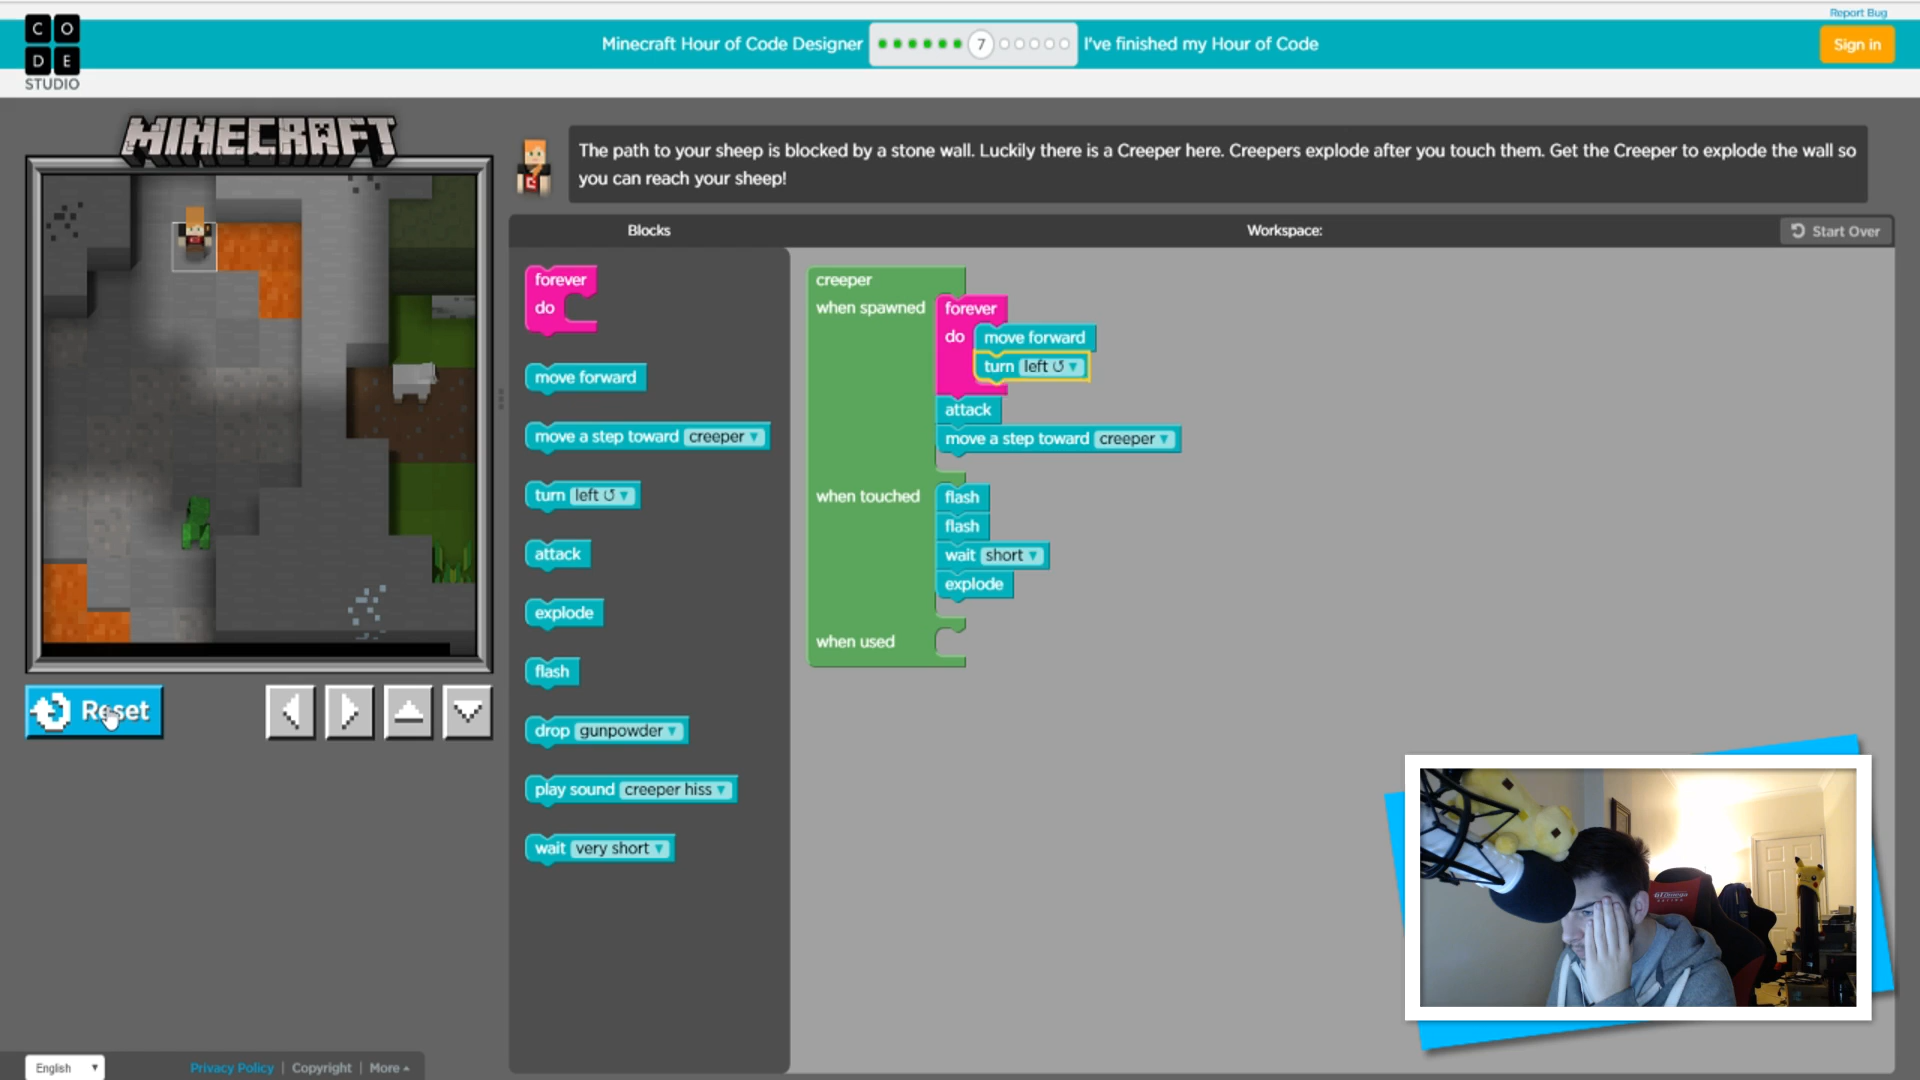 Report Bug
C O
D E
STUDIO
Minecraft Hour of Code Designer
7
I've finished my Hour of Code
Sign in
MINECRAFT
The path to your sheep is blocked by a stone wall. Luckily there is a Creeper here. Creepers explode after you touch them. Get the Creeper to explode the wall so
you can reach your sheep!
Blocks
Workspace:
Start Over
forever
do
move forward
move a step toward creeper
turn left
attack
explode
flash
drop gunpowder
play sound creeper hiss
wait very short
creeper
when spawned
forever
do
move forward
turn left
attack
move a step toward creeper
when touched
flash
flash
wait short
explode
when used
Reset
English
Privacy Policy | Copyright | More